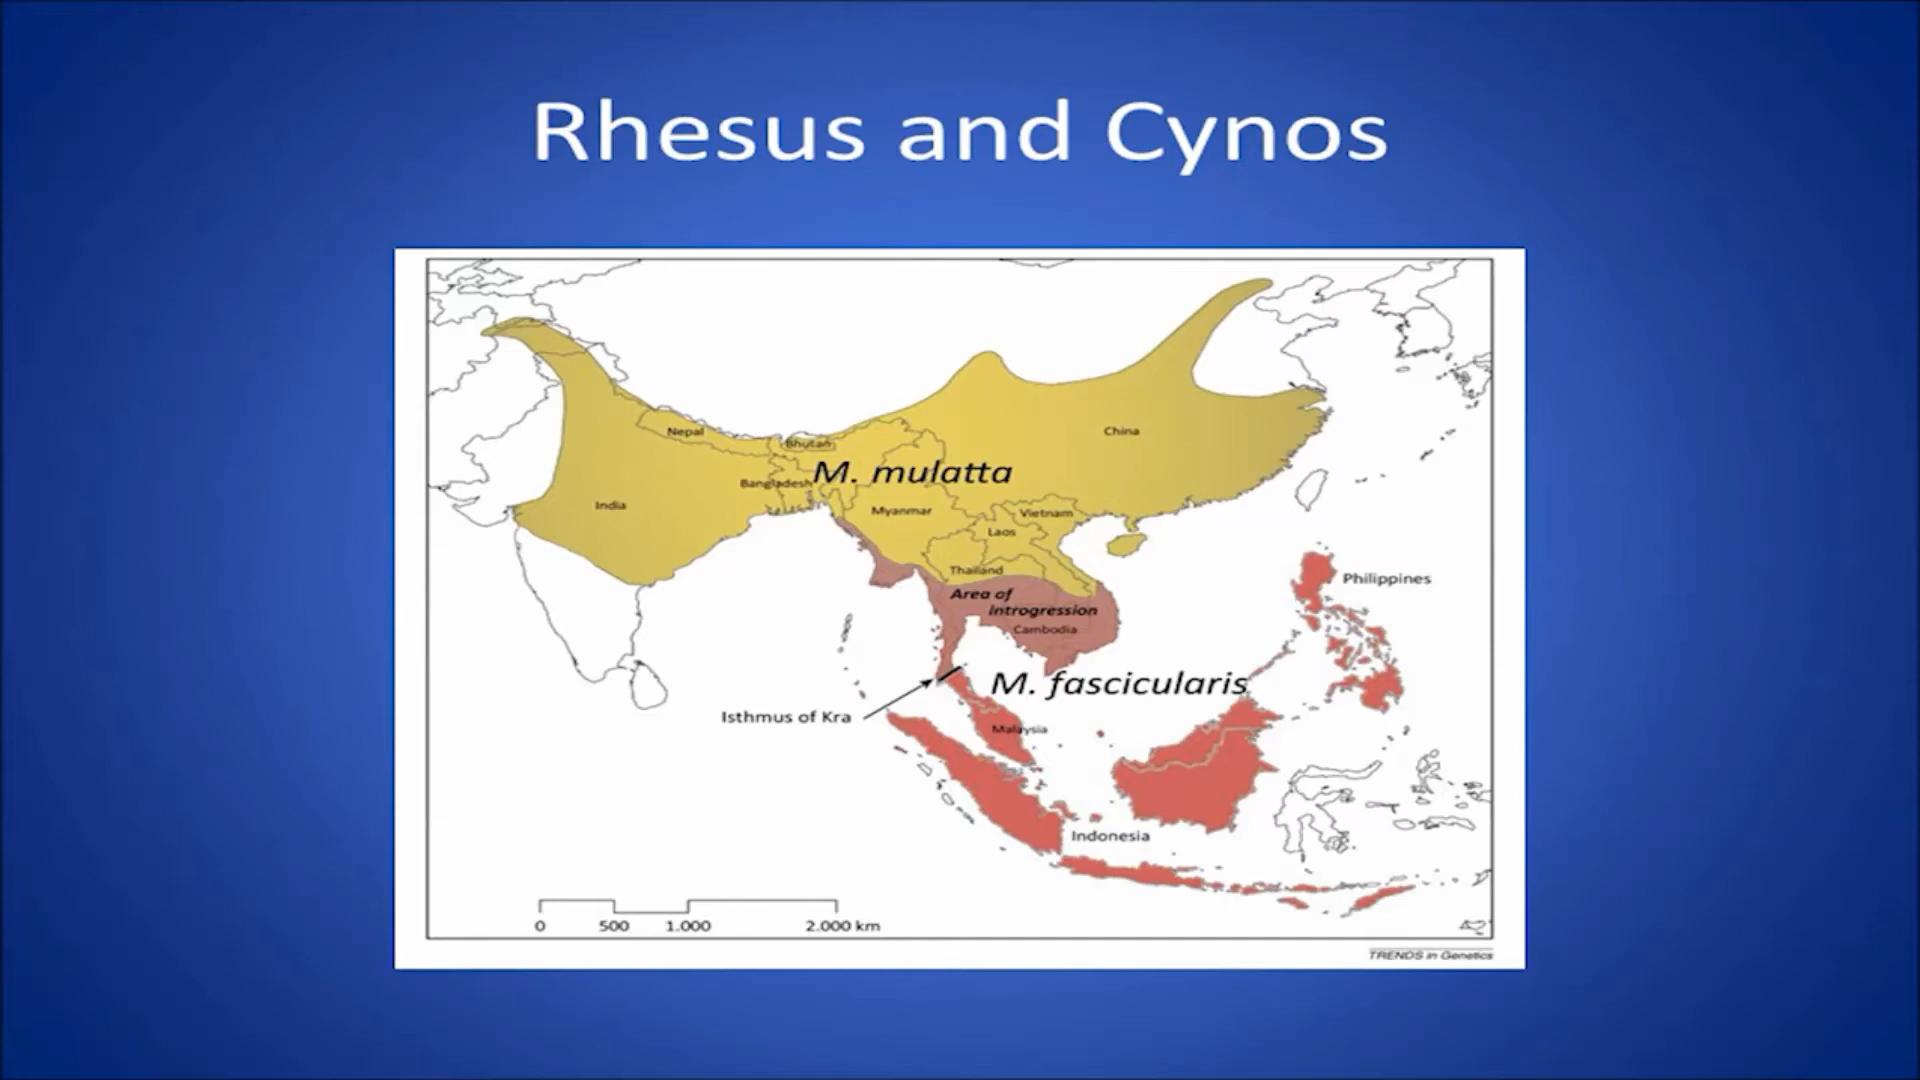 Rhesus and Cynos
Nepal
Bhutan
China
M. mulatta
Bangladesh
India
Myanmar
Vietnam
Laos
Thailand
Area of
introgression
Cambodia
Philippines
M. fascicularis
Isthmus of Kra
Malaysia
Indonesia
0 500 1.000 2.000 km
TRENDS in Genetics